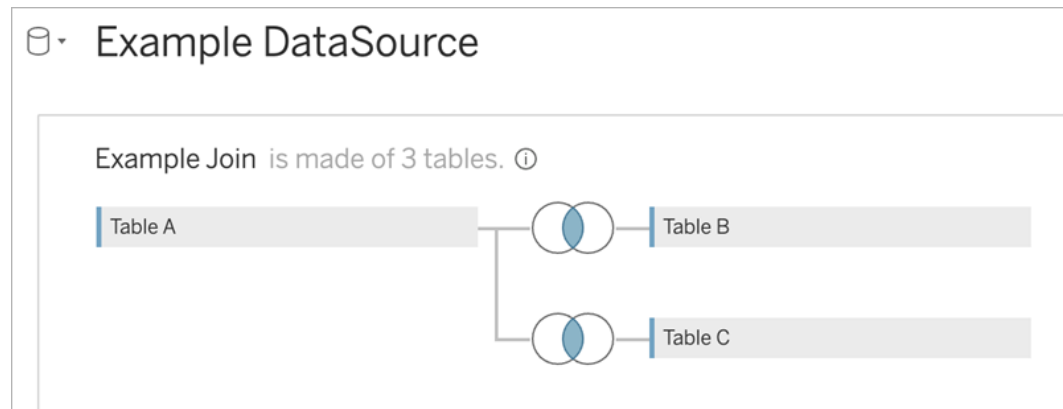 Example DataSource
Example Join is made of 3 tables.
Table A
Table B
Table C